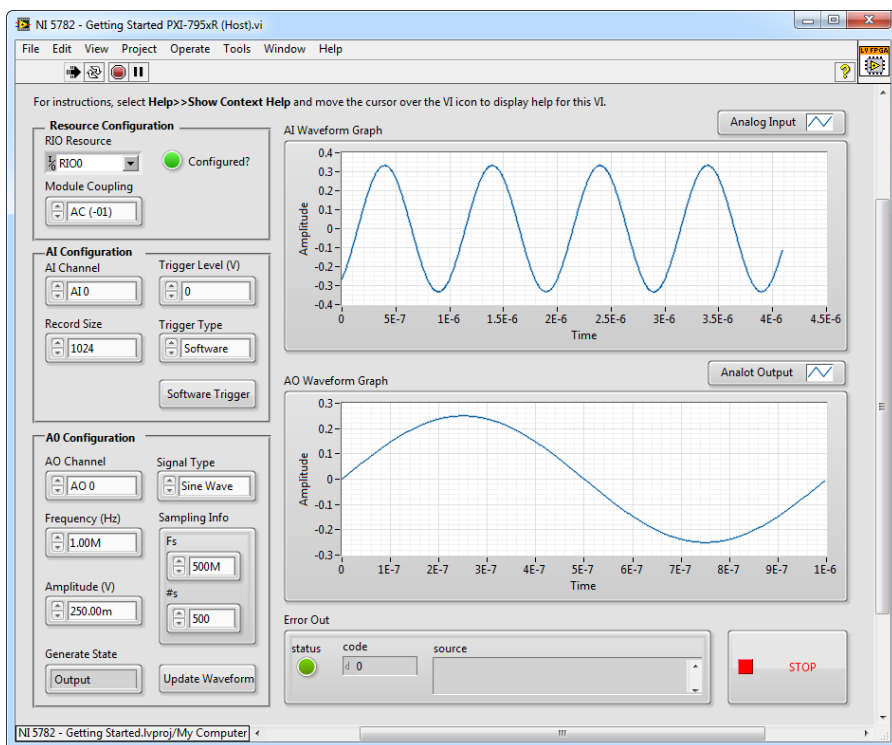 NI 5782 - Getting Started PXI-795xR (Host).vi
File Edit View Project Operate Tools Window Help
LV FPGA
For instructions, select Help>>Show Context Help and move the cursor over the VI icon to display help for this VI.
Resource Configuration
RIO Resource
I/O RIO0
Configured?
Module Coupling
AC (-01)
AI Configuration
AI Channel
Trigger Level (V)
AI 0
0
Record Size
Trigger Type
1024
Software
Software Trigger
A0 Configuration
AO Channel
Signal Type
AO 0
Sine Wave
Frequency (Hz)
Sampling Info
1.00M
Fs
500M
Amplitude (V)
#s
250.00m
500
Generate State
Output
Update Waveform
AI Waveform Graph
Analog Input
Amplitude
0.4
0.3
0.2
0.1
0
-0.1
-0.2
-0.3
-0.4
0 5E-7 1E-6 1.5E-6 2E-6 2.5E-6 3E-6 3.5E-6 4E-6 4.5E-6
Time
AO Waveform Graph
Analot Output
Amplitude
0.3
0.2
0.1
0
-0.1
-0.2
-0.3
0 1E-7 2E-7 3E-7 4E-7 5E-7 6E-7 7E-7 8E-7 9E-7 1E-6
Time
Error Out
status code source
d 0
STOP
NI 5782 - Getting Started.lvproj/My Computer